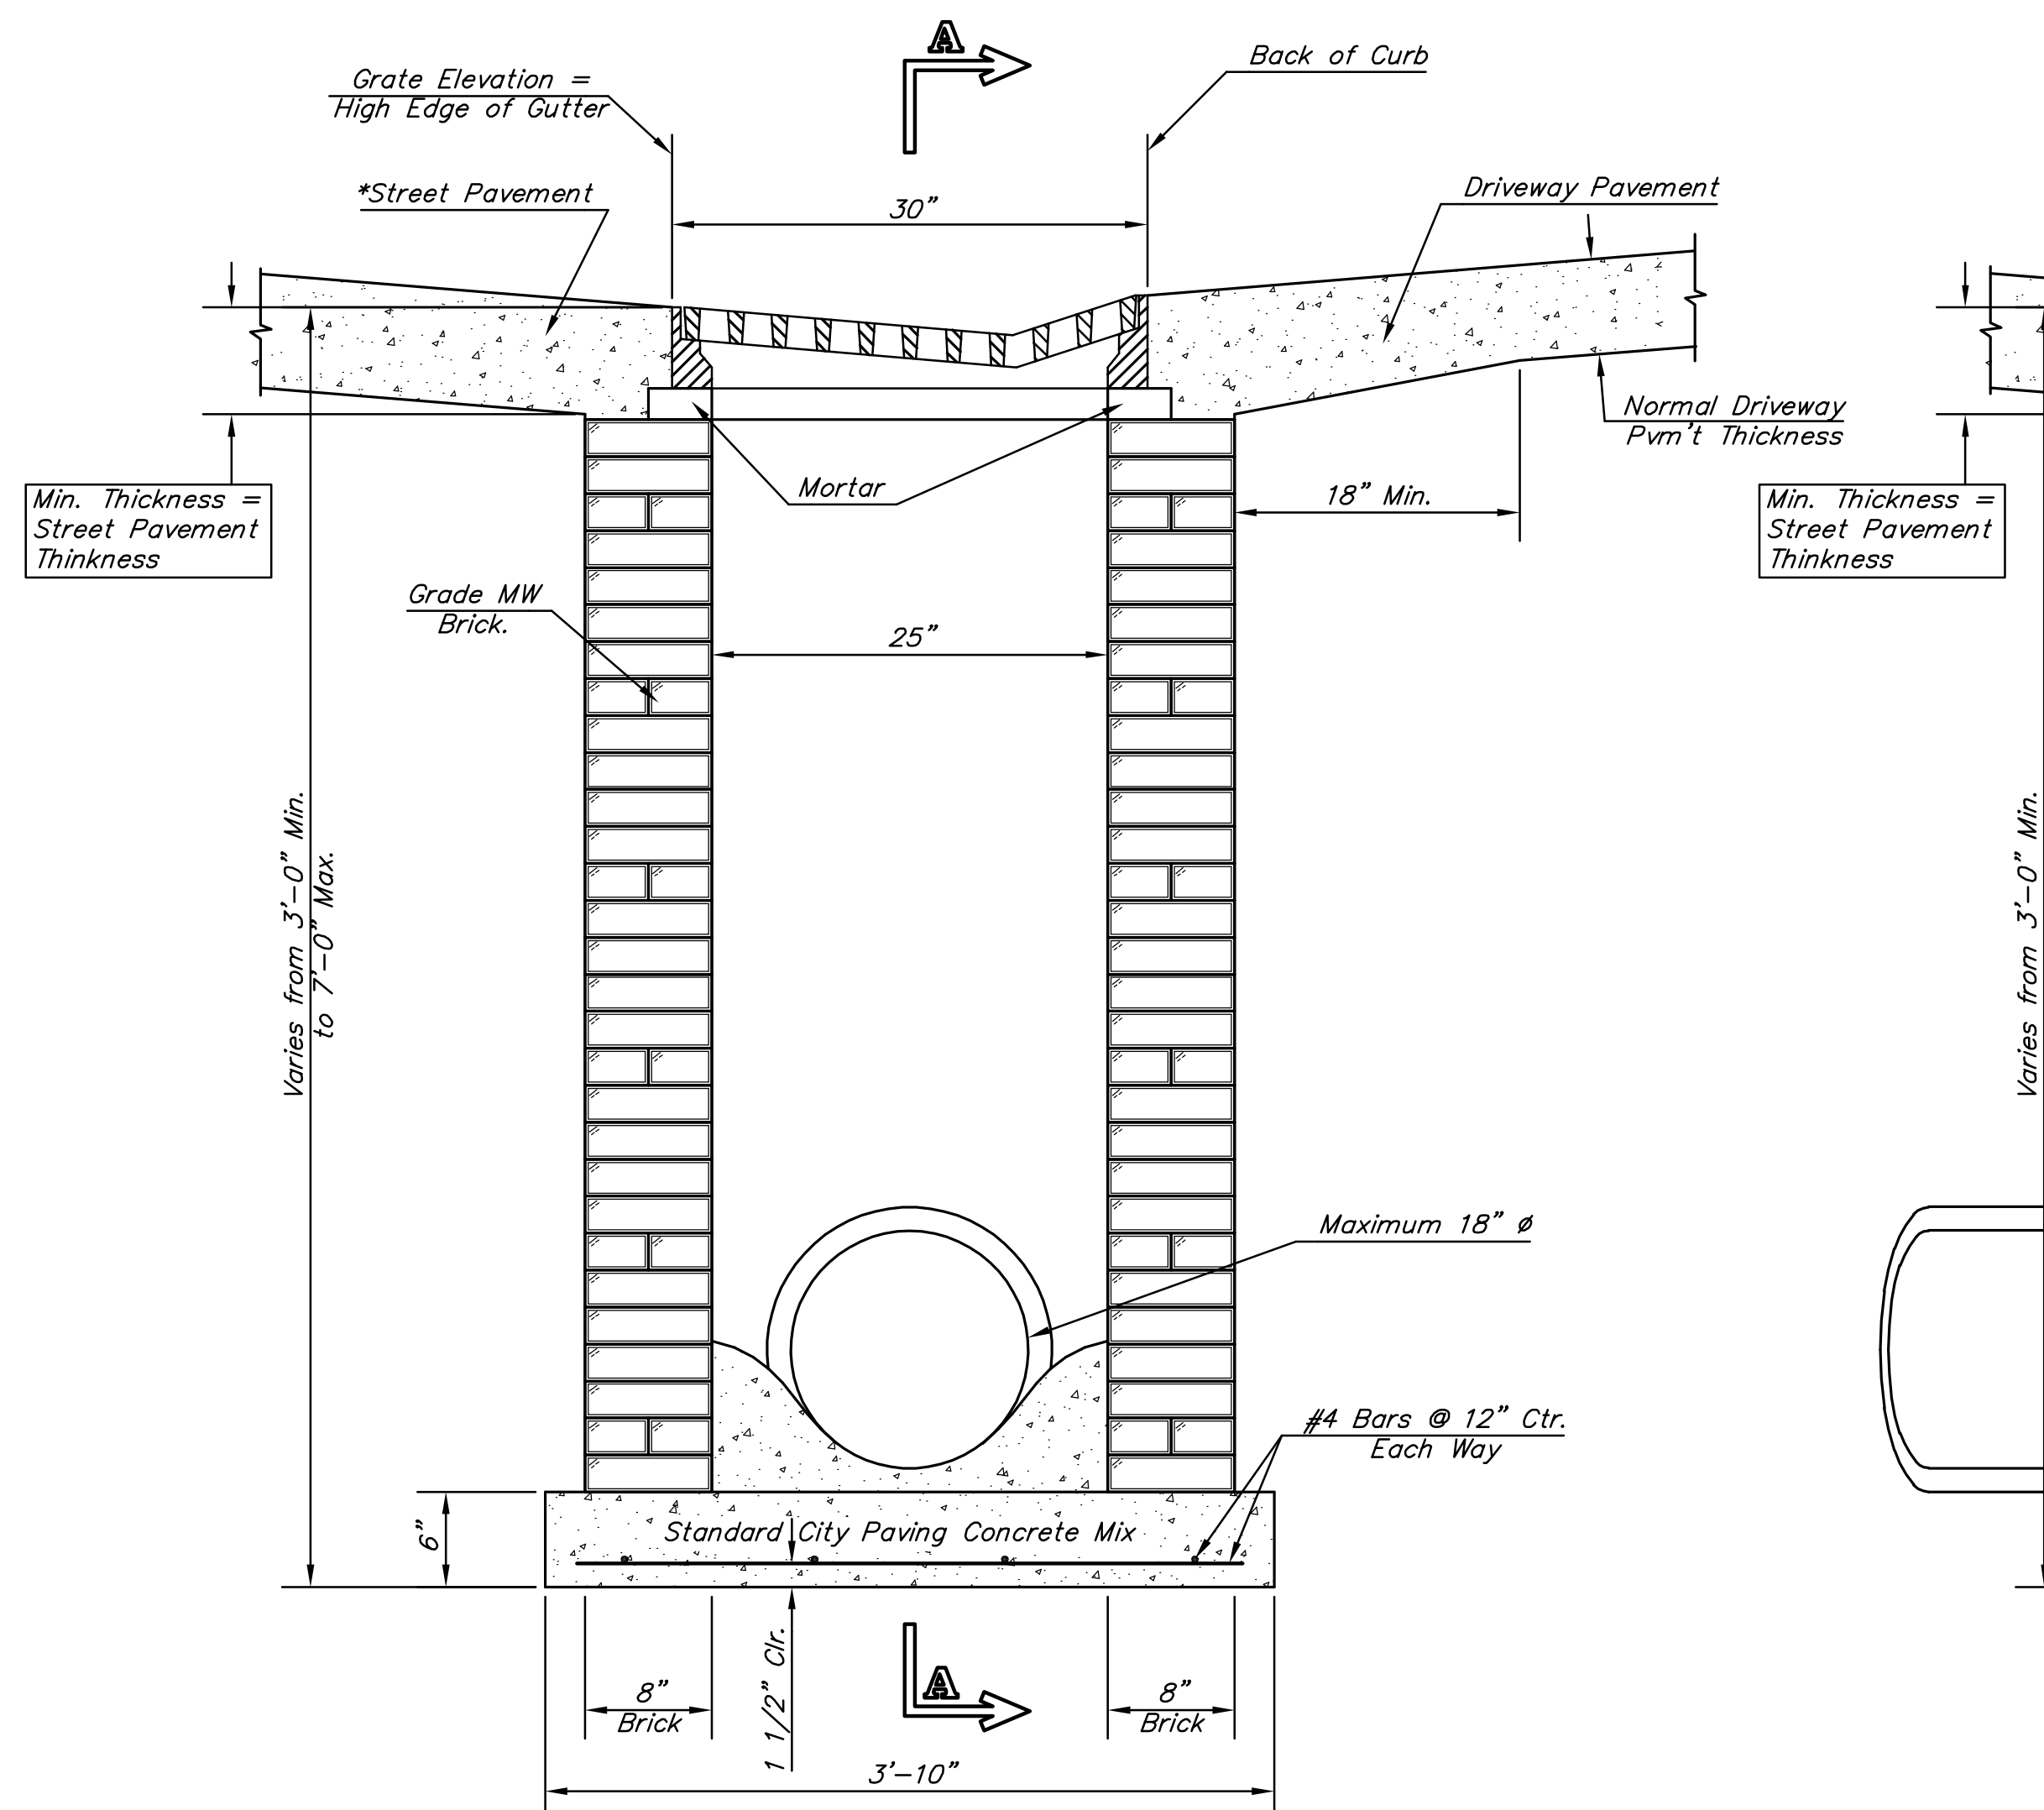 A
Back of Curb
Grate Elevation =
High Edge of Gutter
*Street Pavement
30"
Driveway Pavement
Normal Driveway
Pvm't Thickness
Mortar
18" Min.
Min. Thickness =
Street Pavement
Thinkness
Min. Thickness =
Street Pavement
Thinkness
Grade MW
Brick.
25"
Varies from 3'-0" Min.
to 7'-0" Max.
Varies from 3'-0" Min.
Maximum 18" ø
#4 Bars @ 12" Ctr.
Each Way
6"
Standard City Paving Concrete Mix
1 1/2" Clr.
A
8"
Brick
8"
Brick
3'-10"